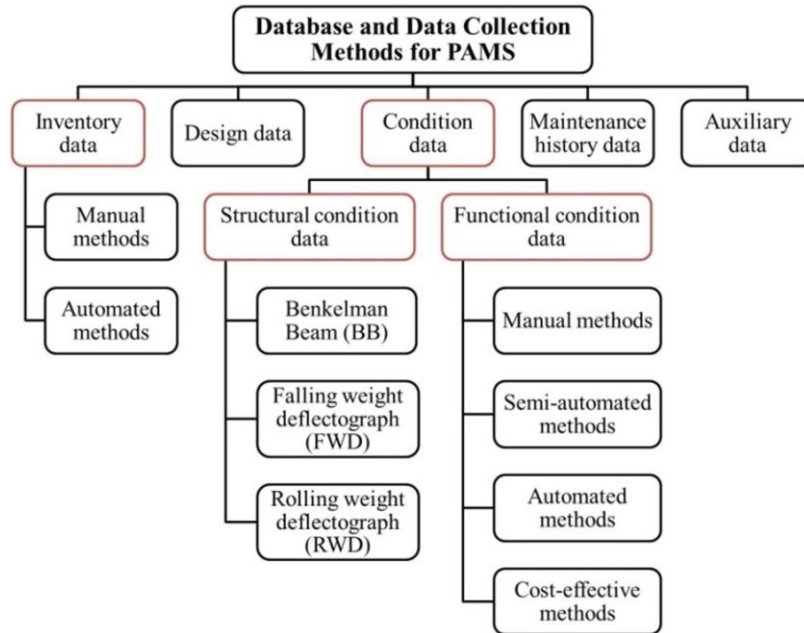 Database and Data Collection
Methods for PAMS
Inventory
data
Design data
Condition
data
Maintenance
history data
Auxiliary
data
Manual
methods
Automated
methods
Structural condition
data
Functional condition
data
Benkelman
Beam (BB)
Falling weight
deflectograph
(FWD)
Rolling weight
deflectograph
(RWD)
Manual methods
Semi-automated
methods
Automated
methods
Cost-effective
methods